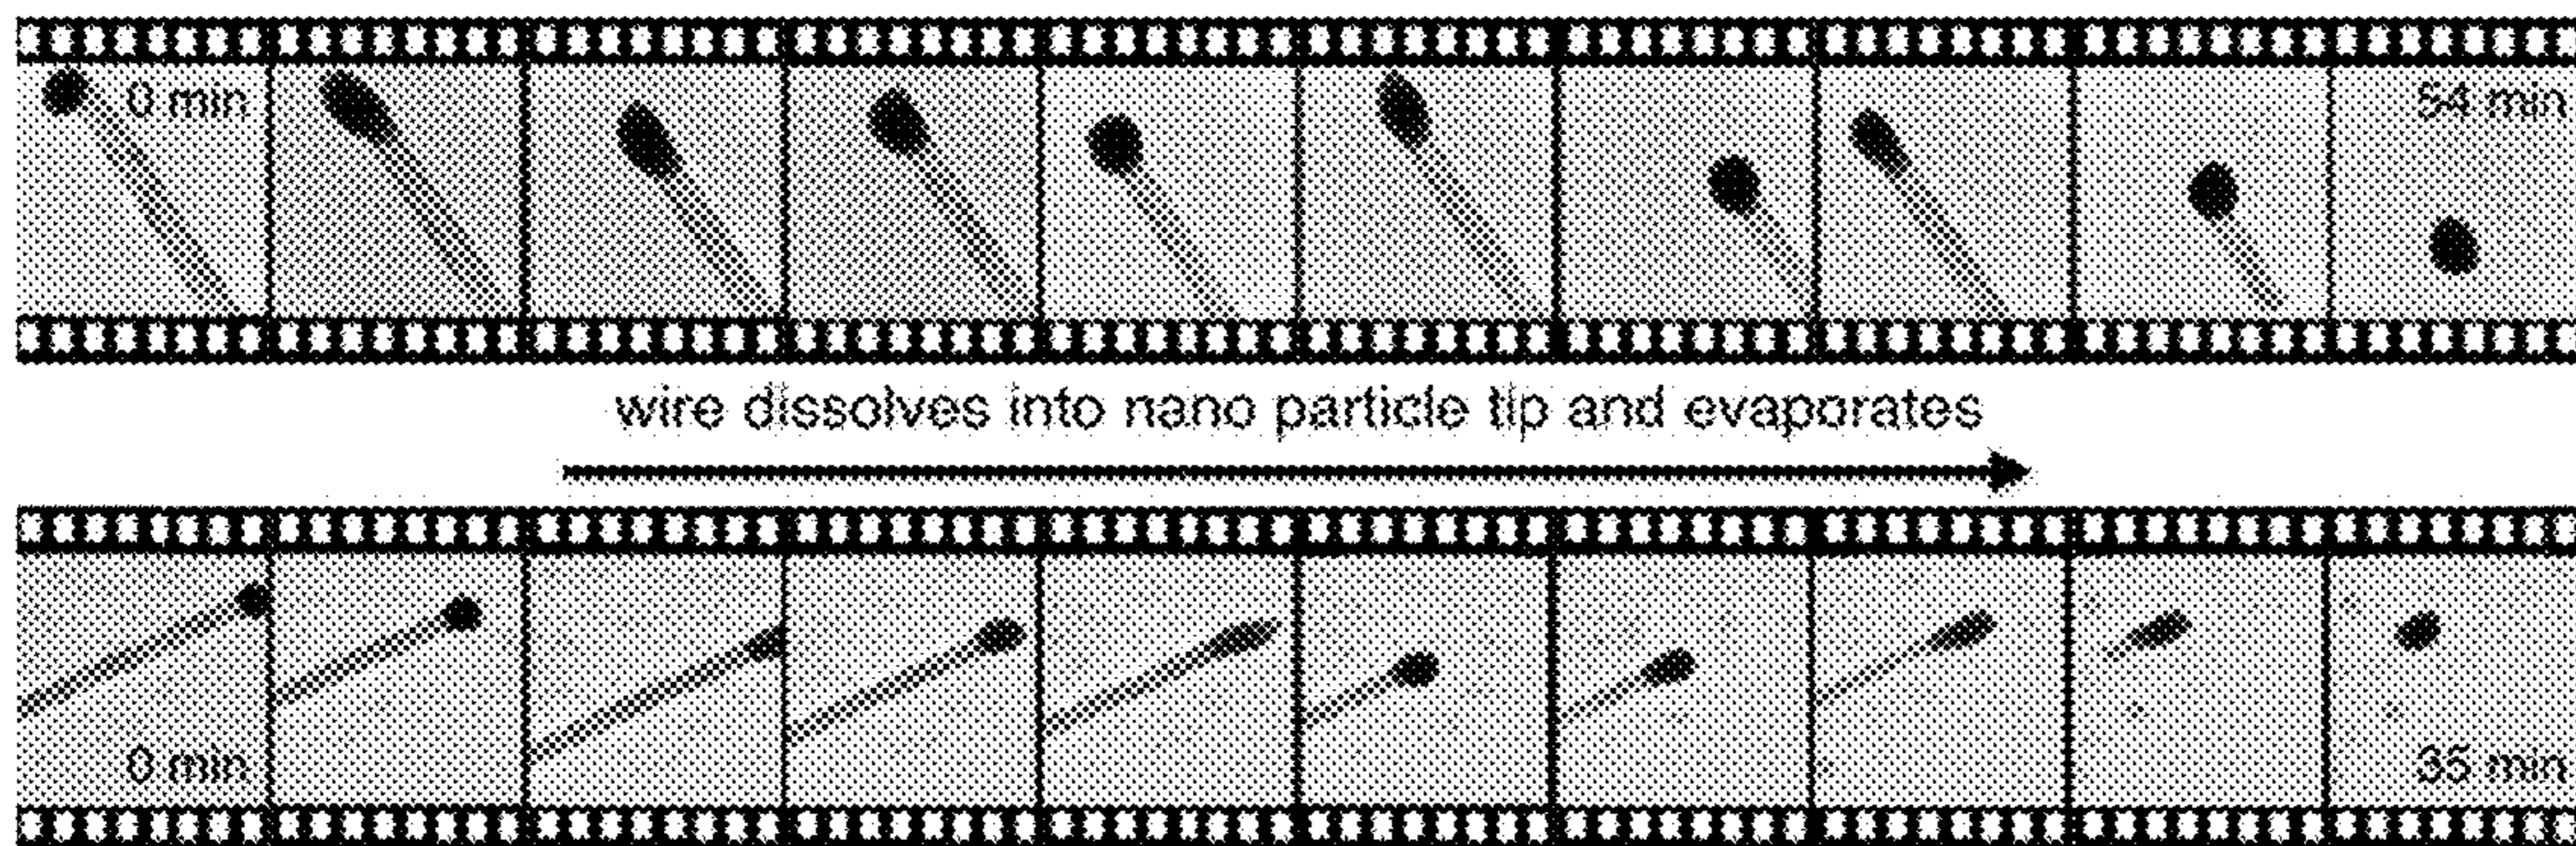 0 min
54 min
wire dissolves into nano particle tip and evaporates
0 min
35 min